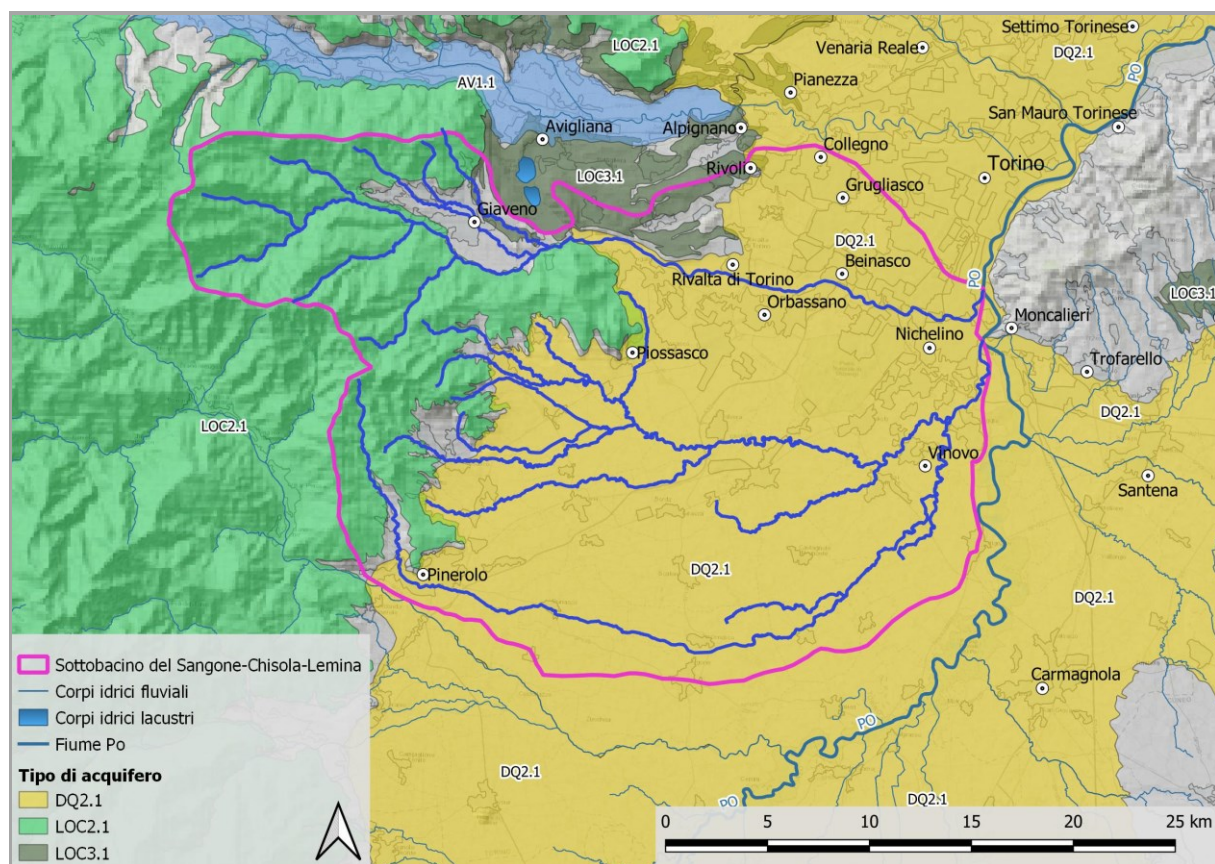 Settimo Torinese
LOC2.1
Venaria Reale
DQ2.1
PO
AV1.1
Pianezza
San Mauro Torinese
Avigliana
Alpignano
Collegno
Torino
Rivoli
LOC3.1
Grugliasco
Giaveno
DQ2.1
Beinasco
PO
Rivalta di Torino
LOC3.1
Orbassano
Moncalieri
Nichelino
Piossasco
Trofarello
DQ2.1
LOC2.1
Vinovo
Santena
DQ2.1
Pinerolo
DQ2.1
Carmagnola
PO
DQ2.1
DQ2.1
PO
DQ2.1
Sottobacino del Sangone-Chisola-Lemina
Corpi idrici fluviali
Corpi idrici lacustri
Fiume Po
Tipo di acquifero
DQ2.1
LOC2.1
LOC3.1
0 5 10 15 20 25 km